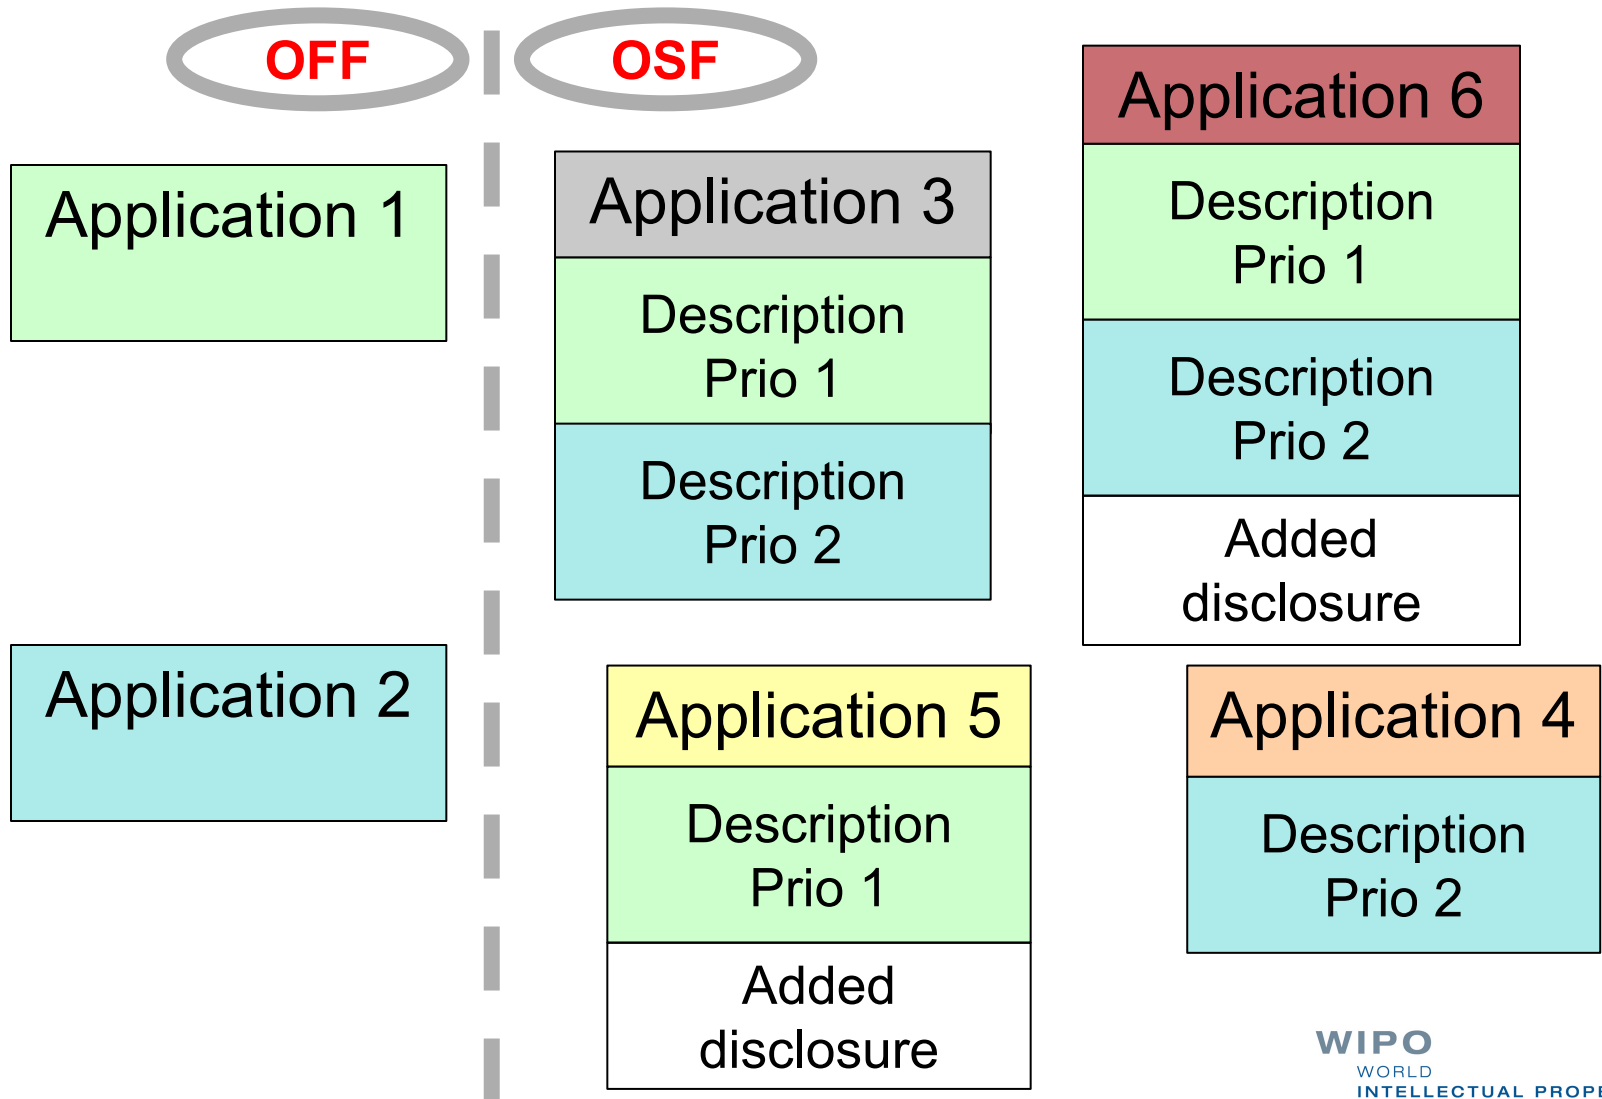 OFF
OSF
Application 1
Application 2
Application 3
Description
Prio 1
Description
Prio 2
Application 6
Description
Prio 1
Description
Prio 2
Added
disclosure
Application 5
Description
Prio 1
Added
disclosure
Application 4
Description
Prio 2
WIPO
WORLD
INTELLECTUAL PROPE